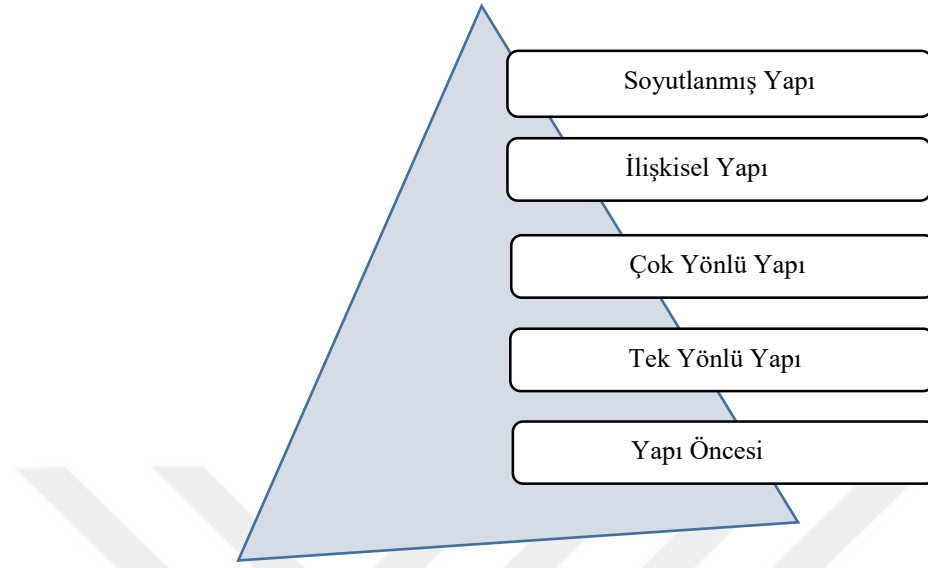 Soyutlanmış Yapı
İlişkisel Yapı
Çok Yönlü Yapı
Tek Yönlü Yapı
Yapı Öncesi